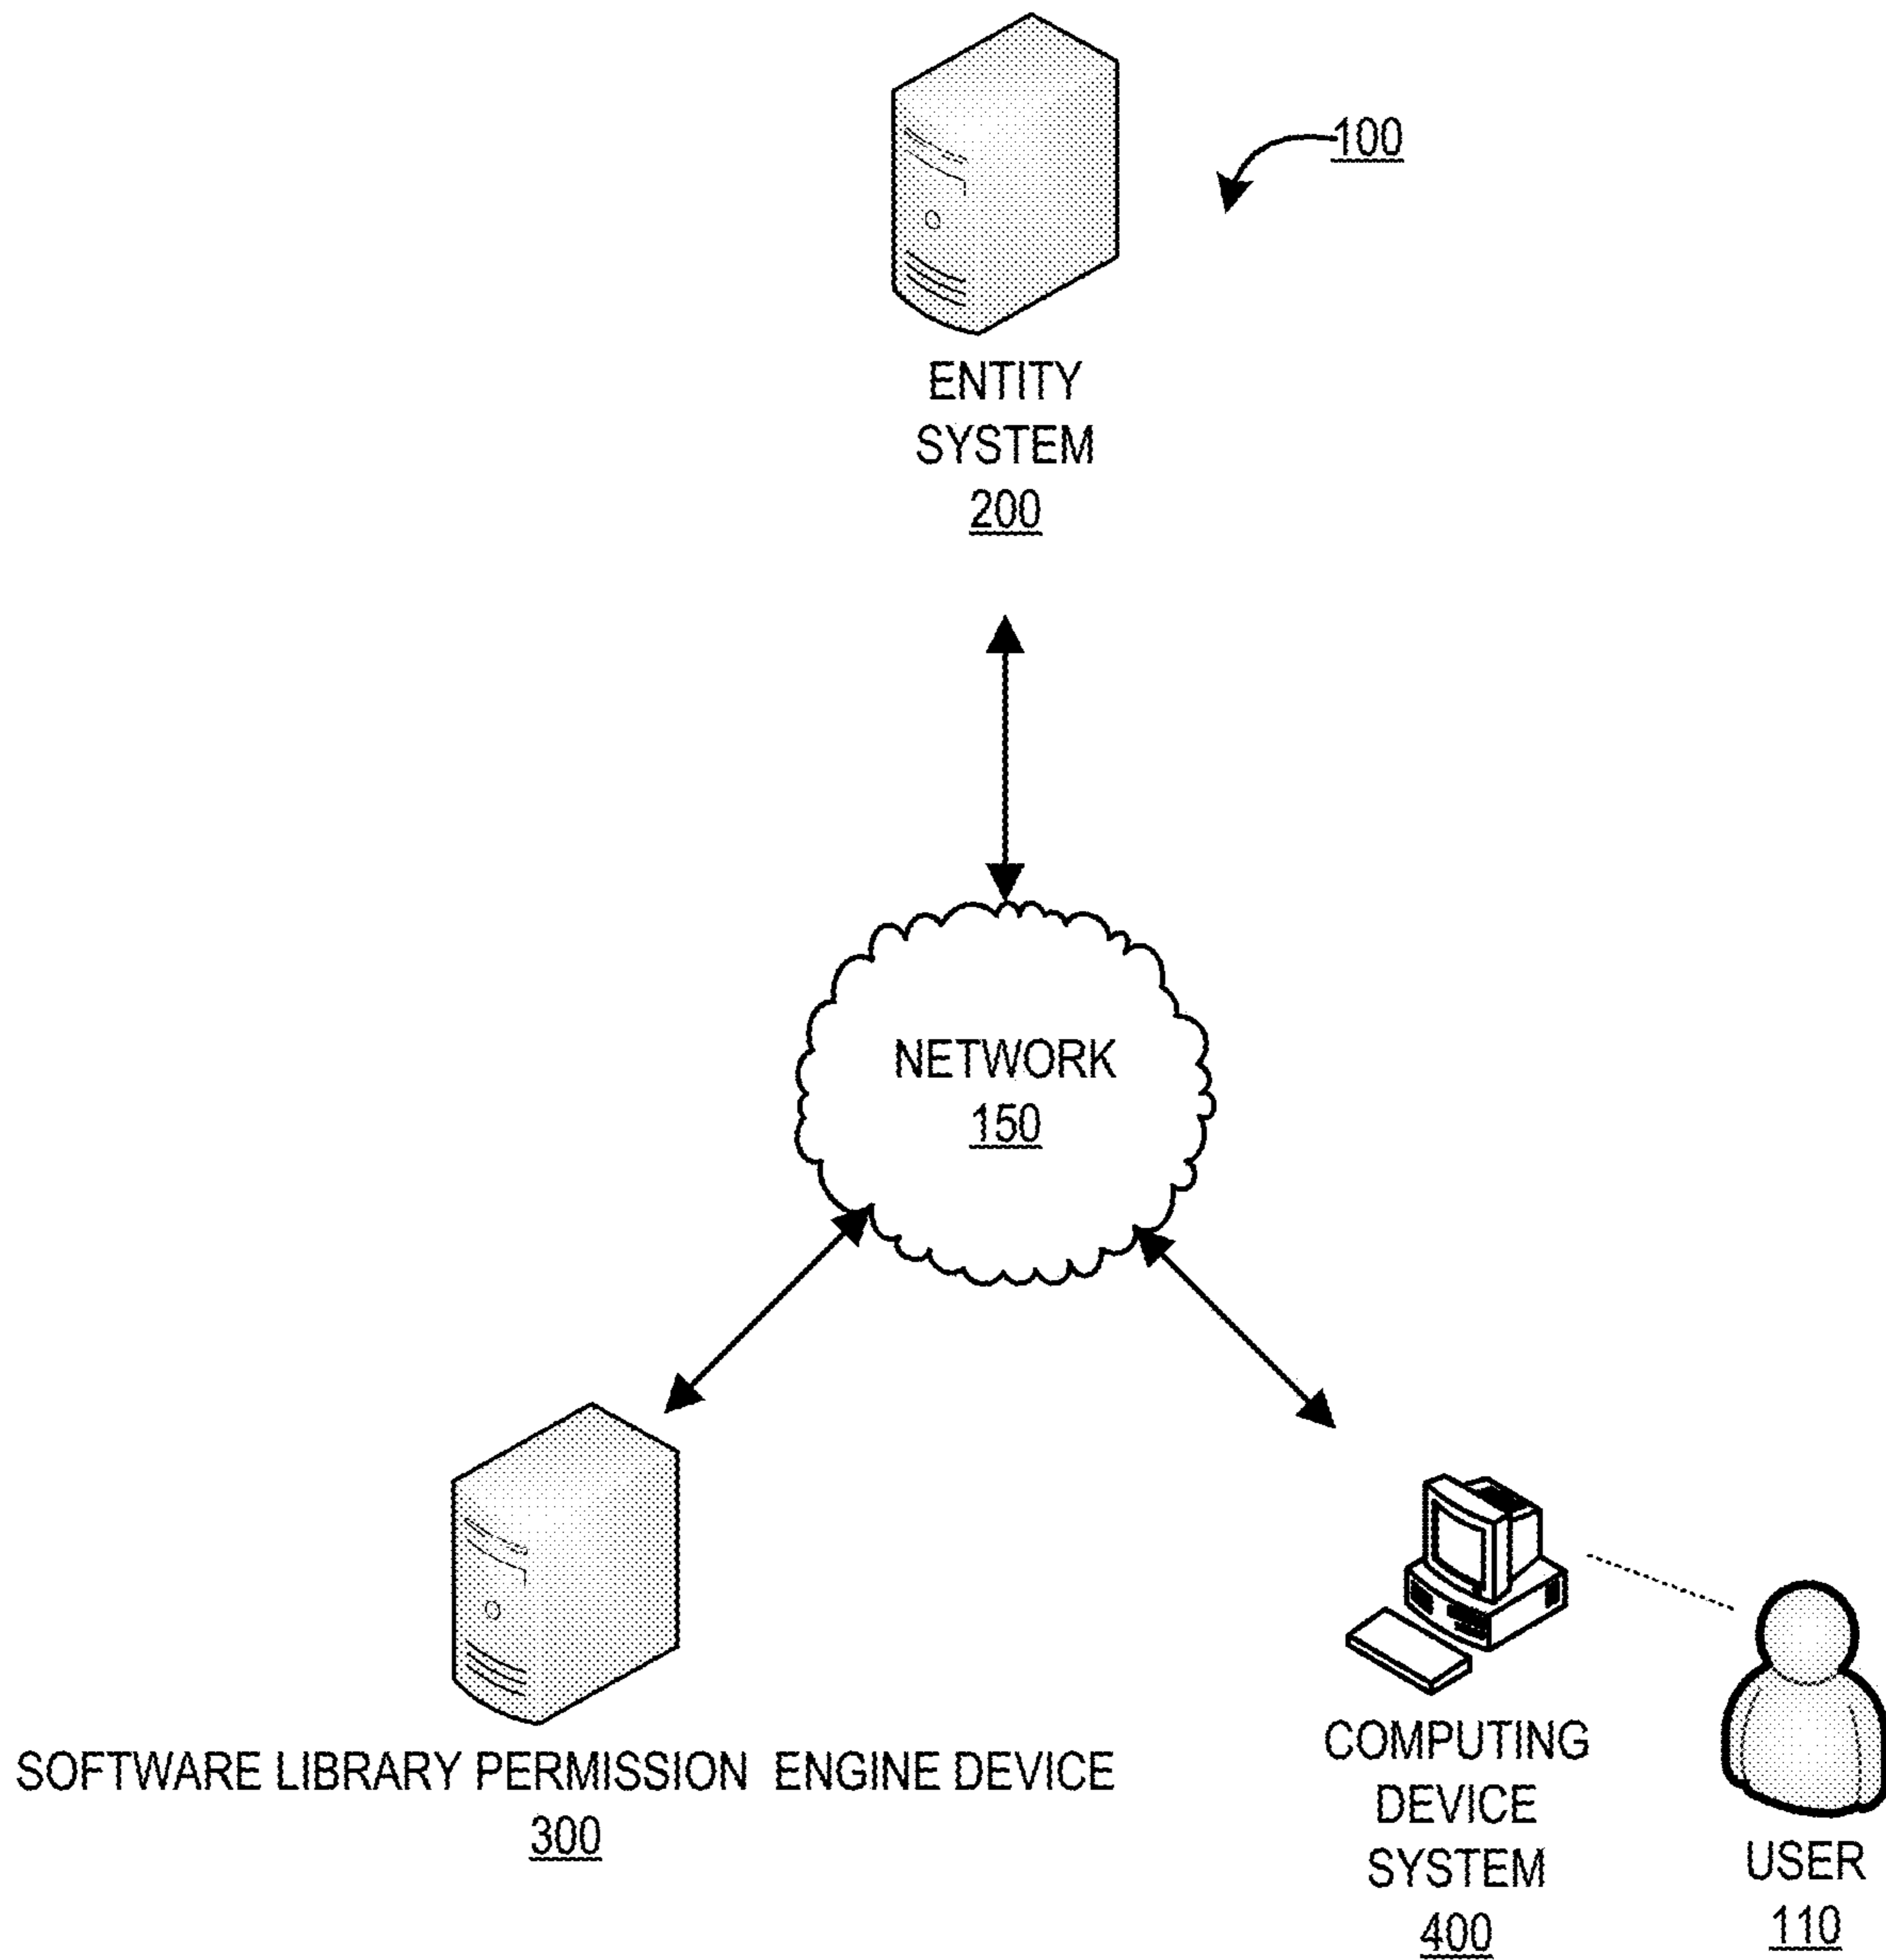 100
ENTITY
SYSTEM
200
NETWORK
150
SOFTWARE LIBRARY PERMISSION ENGINE DEVICE
300
COMPUTING
DEVICE
SYSTEM
400
USER
110